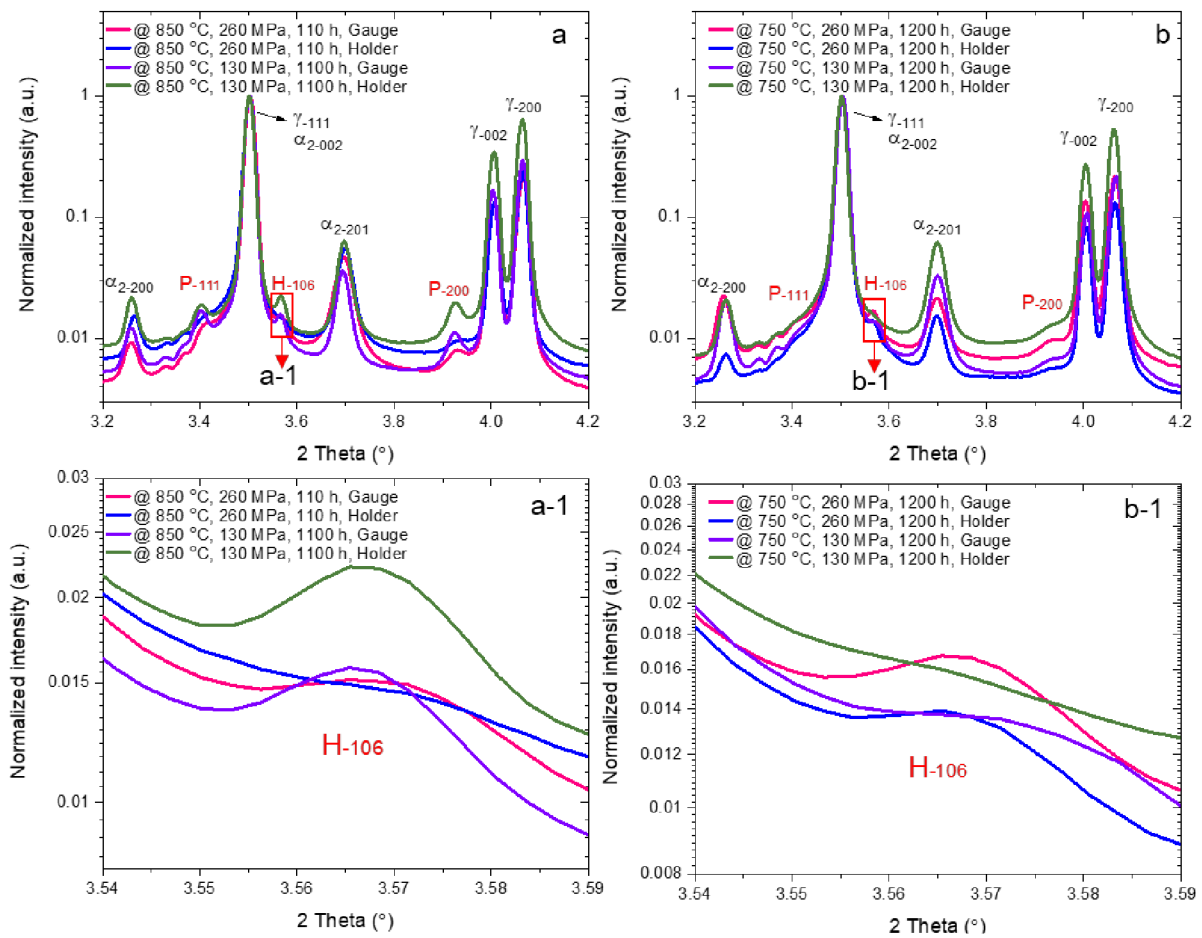 @ 850 °C, 260 MPa, 110 h, Gauge
@ 850 °C, 260 MPa, 110 h, Holder
@ 850 °C, 130 MPa, 1100 h, Gauge
@ 850 °C, 130 MPa, 1100 h, Holder
a
γ-111
α2-002
γ-200
γ-002
α2-201
α2-200
P-111
H-106
P-200
a-1
1
0.1
0.01
Normalized intensity (a.u.)
3.2 3.4 3.6 3.8 4.0 4.2
2 Theta (°)
@ 750 °C, 260 MPa, 1200 h, Gauge
@ 750 °C, 260 MPa, 1200 h, Holder
@ 750 °C, 130 MPa, 1200 h, Gauge
@ 750 °C, 130 MPa, 1200 h, Holder
b
γ-111
α2-002
γ-200
γ-002
α2-201
α2-200
P-111
H-106
P-200
b-1
1
0.1
0.01
Normalized intensity (a.u.)
3.2 3.4 3.6 3.8 4.0 4.2
2 Theta (°)
@ 850 °C, 260 MPa, 110 h, Gauge
@ 850 °C, 260 MPa, 110 h, Holder
@ 850 °C, 130 MPa, 1100 h, Gauge
@ 850 °C, 130 MPa, 1100 h, Holder
a-1
H-106
0.03
0.025
0.02
0.015
0.01
Normalized intensity (a.u.)
3.54 3.55 3.56 3.57 3.58 3.59
2 Theta (°)
@ 750 °C, 260 MPa, 1200 h, Gauge
@ 750 °C, 260 MPa, 1200 h, Holder
@ 750 °C, 130 MPa, 1200 h, Gauge
@ 750 °C, 130 MPa, 1200 h, Holder
b-1
H-106
0.03
0.028
0.026
0.024
0.022
0.02
0.018
0.016
0.014
0.012
0.01
0.008
Normalized intensity (a.u.)
3.54 3.55 3.56 3.57 3.58 3.59
2 Theta (°)